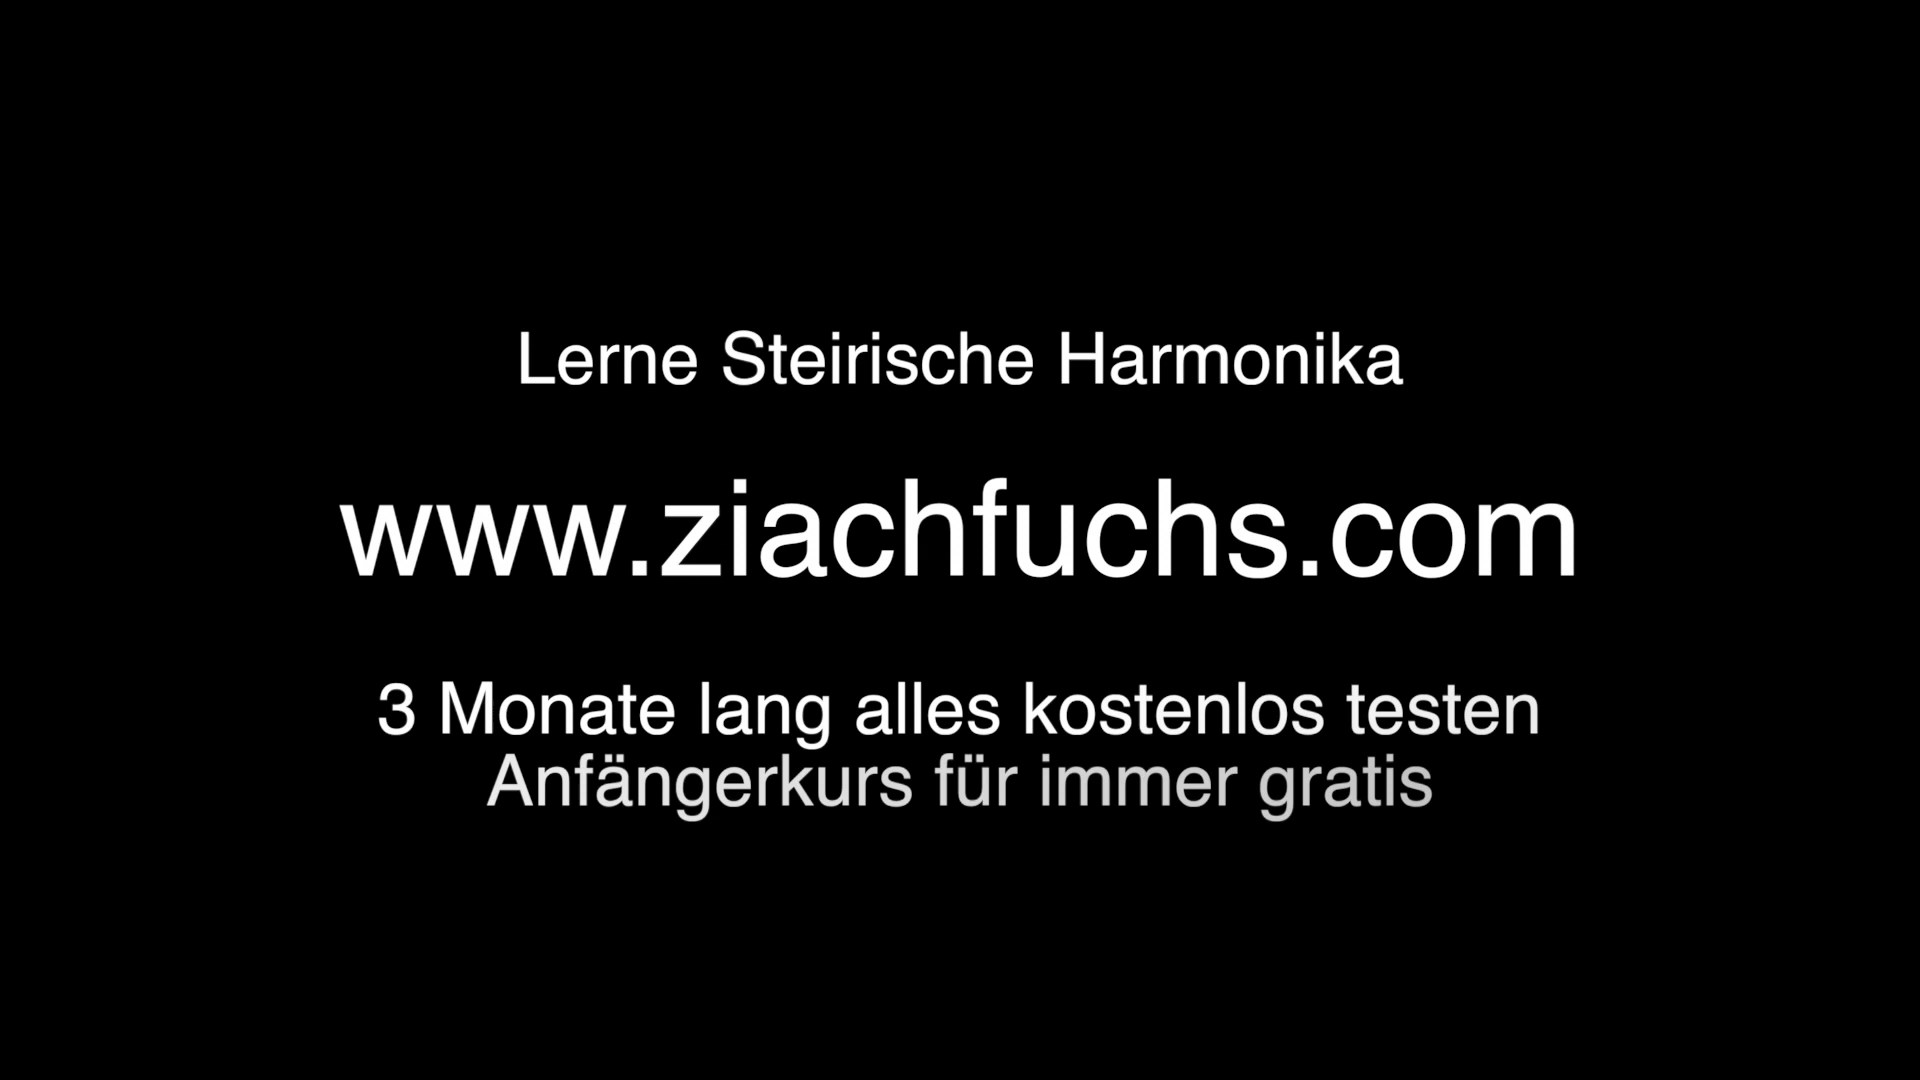 Lerne Steirische Harmonika
www.ziachfuchs.com
3 Monate lang alles kostenlos testen
Anfängerkurs für immer gratis